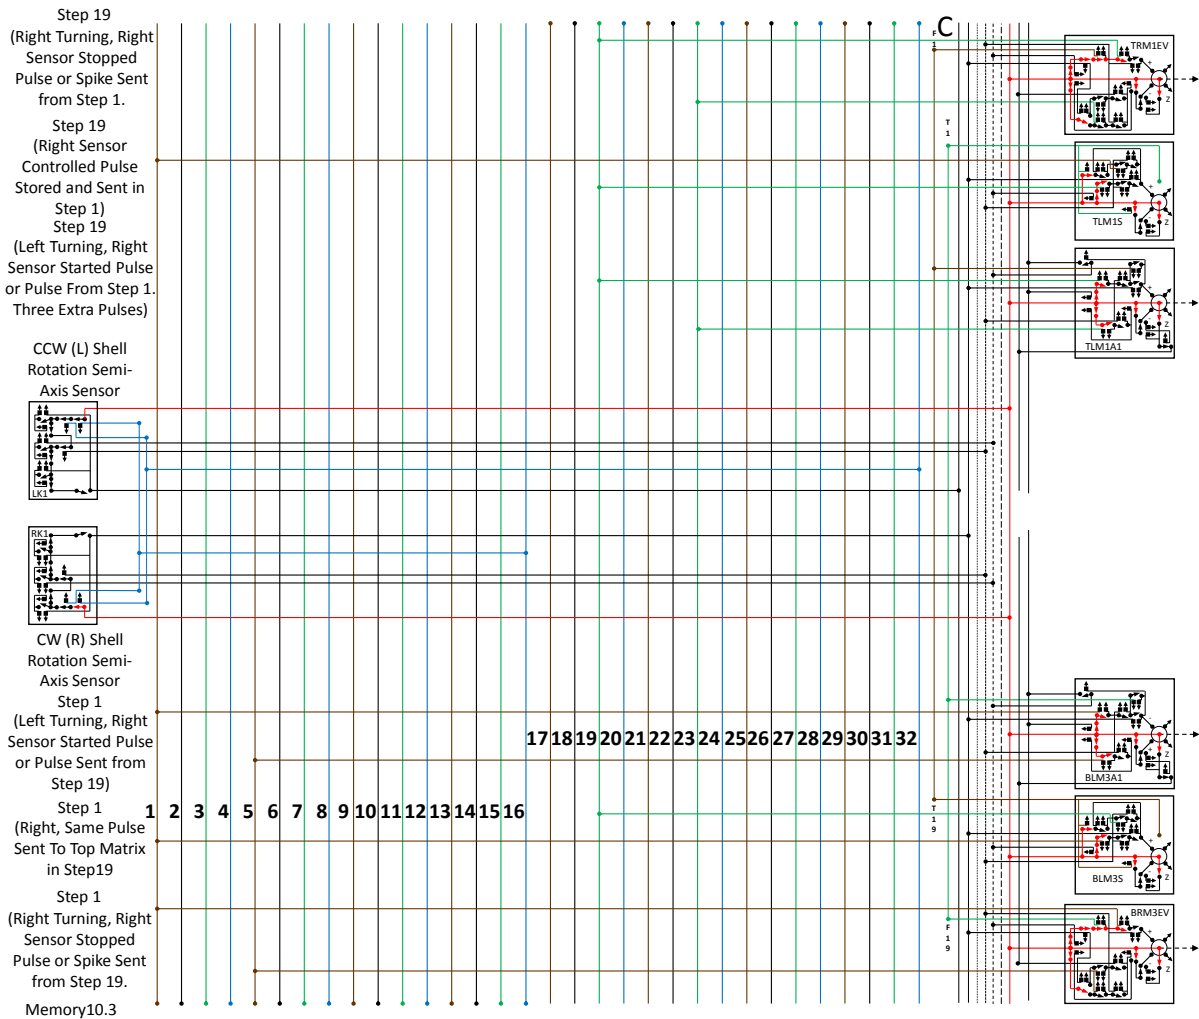 Step 19
(Right Turning, Right
Sensor Stopped
Pulse or Spike Sent
from Step 1.
Step 19
(Right Sensor
Controlled Pulse
Stored and Sent in
Step 1)
Step 19
(Left Turning, Right
Sensor Started Pulse
or Pulse From Step 1.
Three Extra Pulses)
CCW (L) Shell
Rotation Semi-
Axis Sensor
LK1
RK1
CW (R) Shell
Rotation Semi-
Axis Sensor
Step 1
(Left Turning, Right
Sensor Started Pulse
or Pulse Sent from
Step 19)
Step 1
(Right, Same Pulse
Sent To Top Matrix
in Step19
Step 1
(Right Turning, Right
Sensor Stopped
Pulse or Spike Sent
from Step 19.
Memory10.3
1 2 3 4 5 6 7 8 9 10 11 12 13 14 15 16
17 18 19 20 21 22 23 24 25 26 27 28 29 30 31 32
F1
C
T1
T19
F19
TRM1EV
Z
+
TLM1S
Z
-
TLM1A1
Z
-
BLM3A1
Z
+
BLM3S
Z
BRM3EV
-
Z